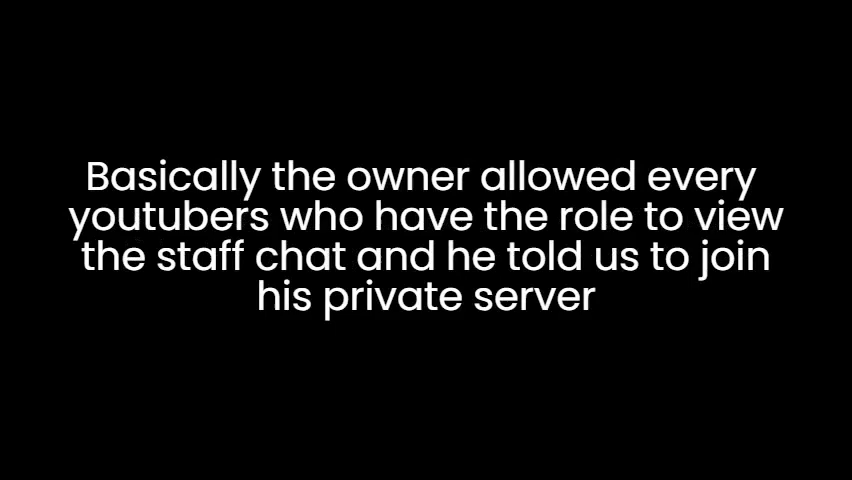 Basically the owner allowed every
youtubers who have the role to view
the staff chat and he told us to join
his private server